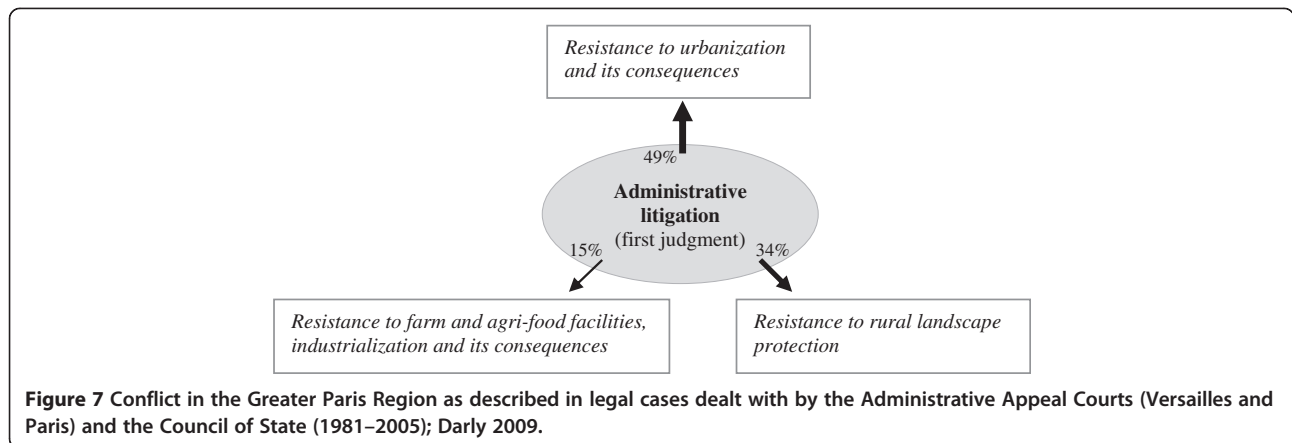 Resistance to urbanization
and its consequences
49%
Administrative
litigation
(first judgment)
15%
34%
Resistance to farm and agri-food facilities,
industrialization and its consequences
Resistance to rural landscape
protection
Figure 7 Conflict in the Greater Paris Region as described in legal cases dealt with by the Administrative Appeal Courts (Versailles and
Paris) and the Council of State (1981–2005); Darly 2009.